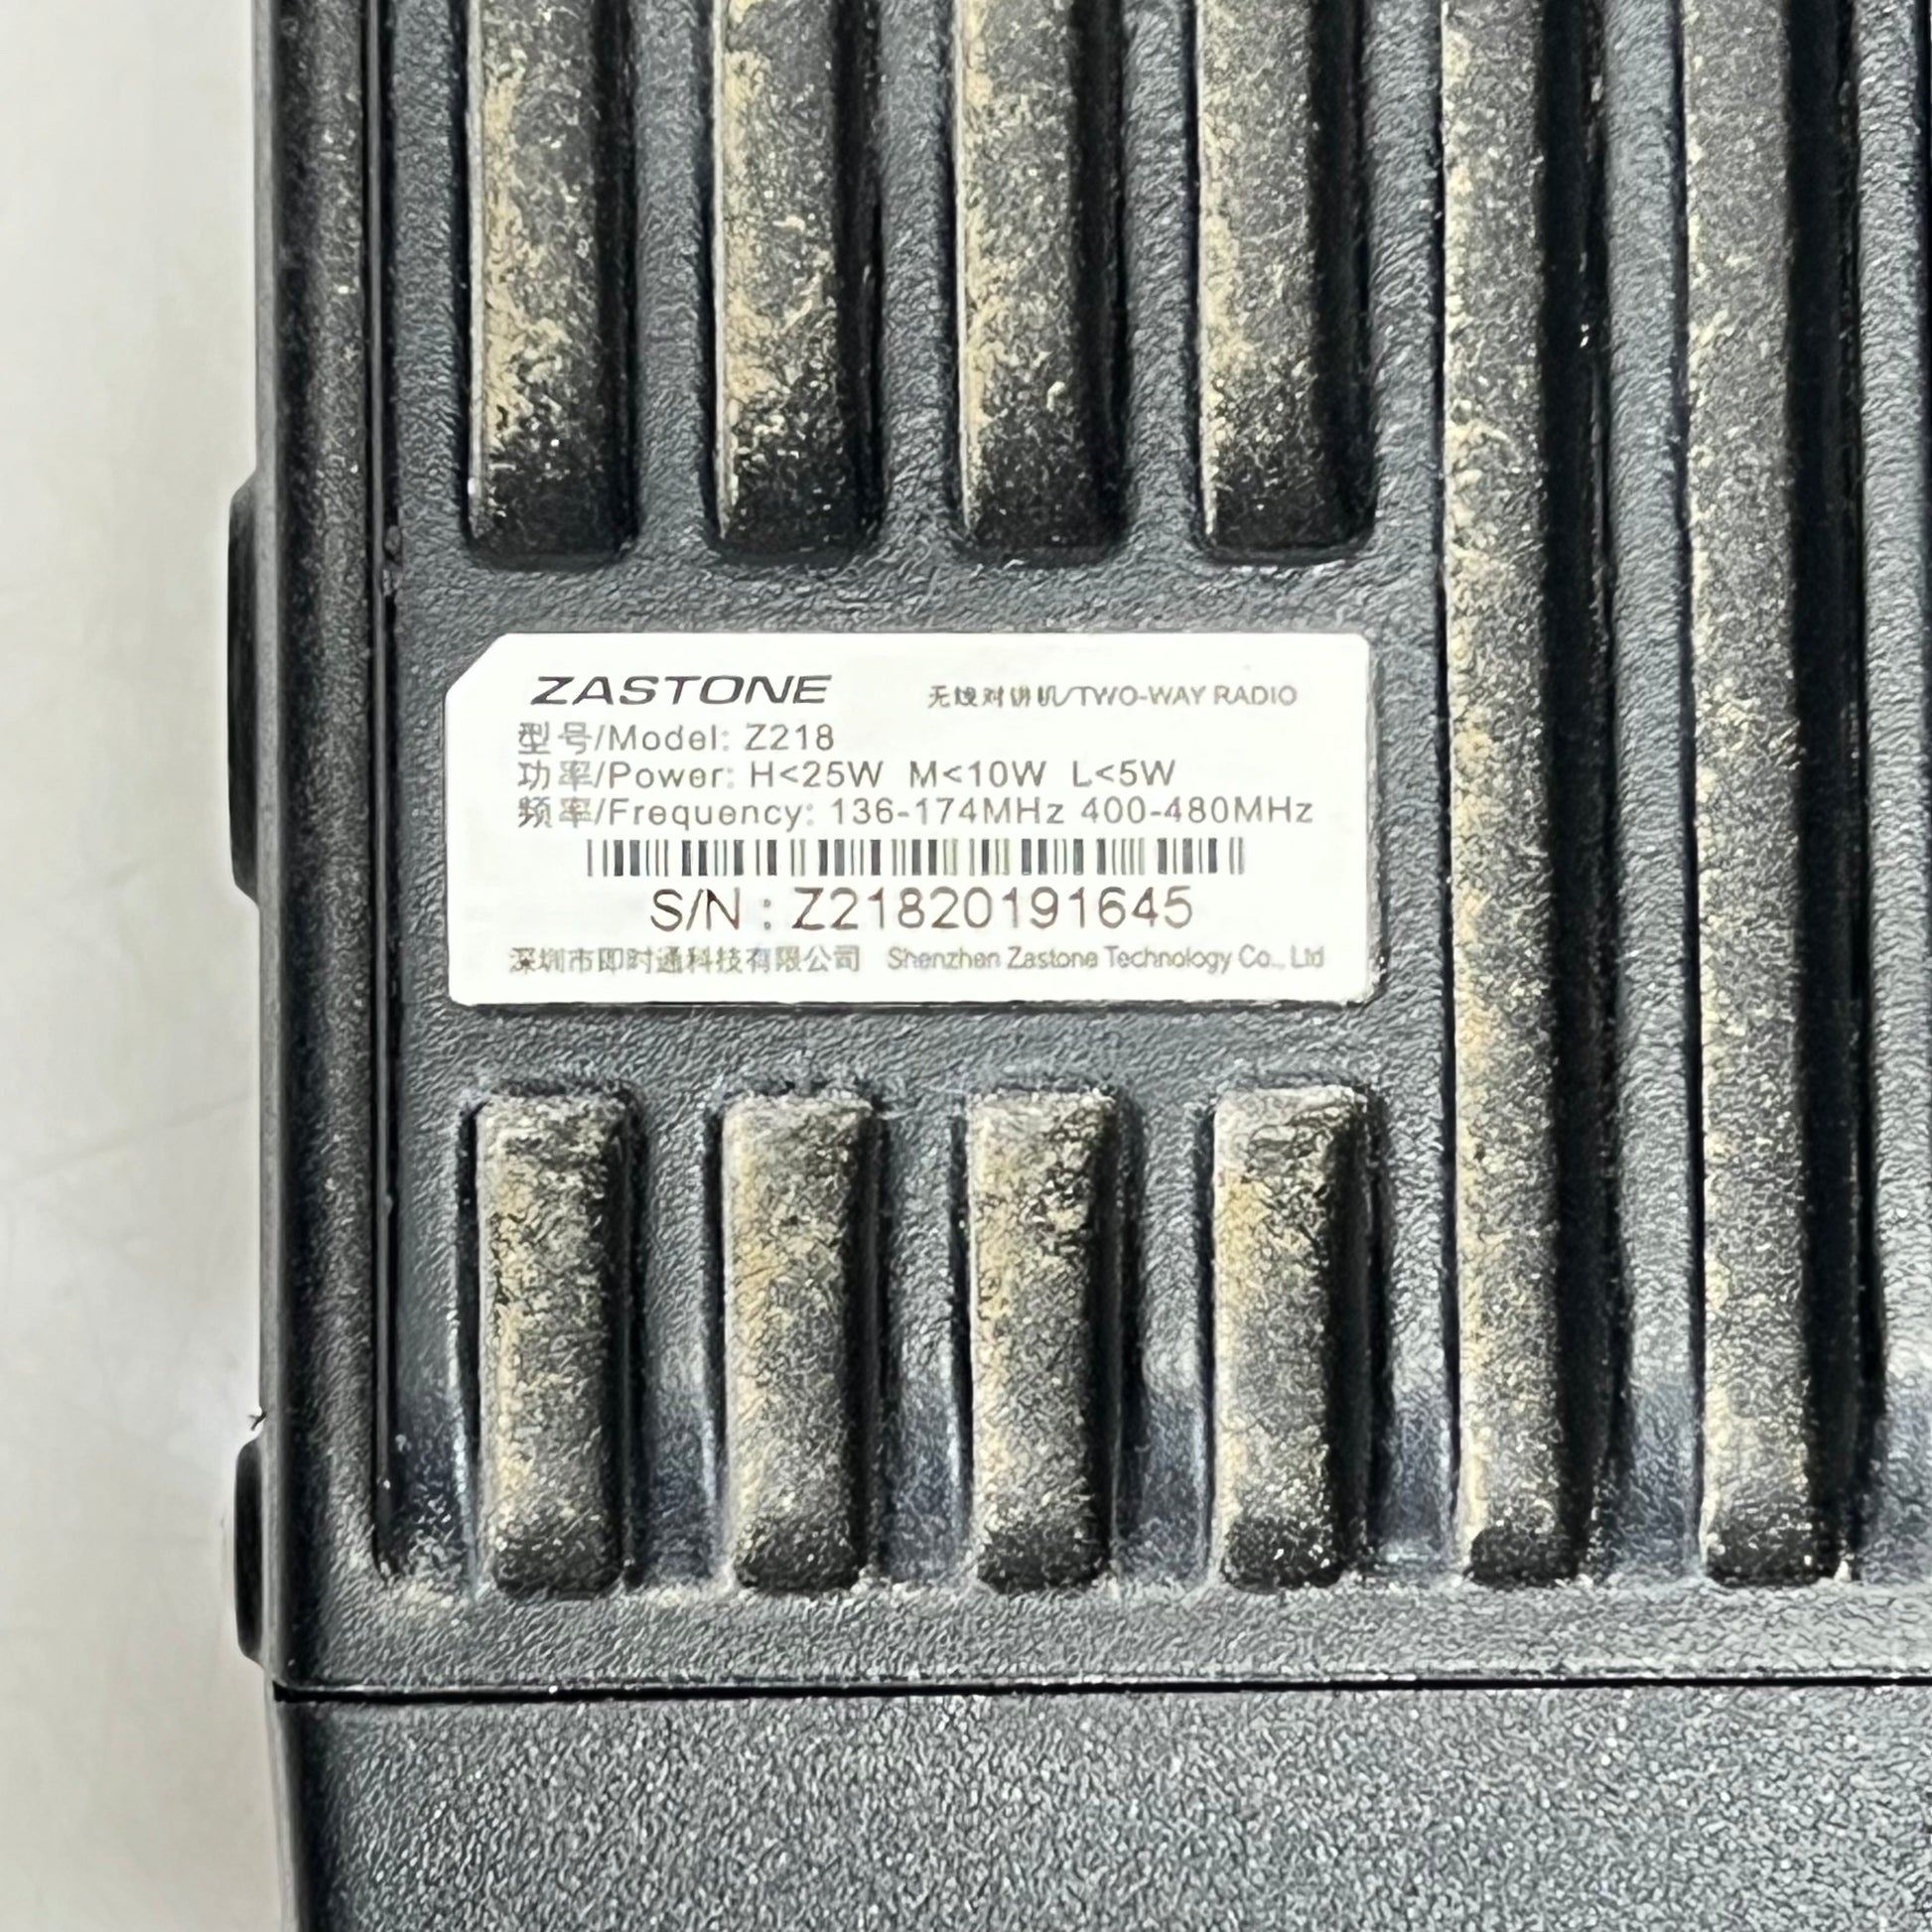 ZASTONE 无线对讲机/TWO-WAY RADIO
型号/Model: Z218
功率/Power: H<25W M<10W L<5W
频率/Frequency: 136-174MHz 400-480MHz
S/N : Z21820191645
深圳市即时通科技有限公司 Shenzhen Zastone Technology Co., Ltd